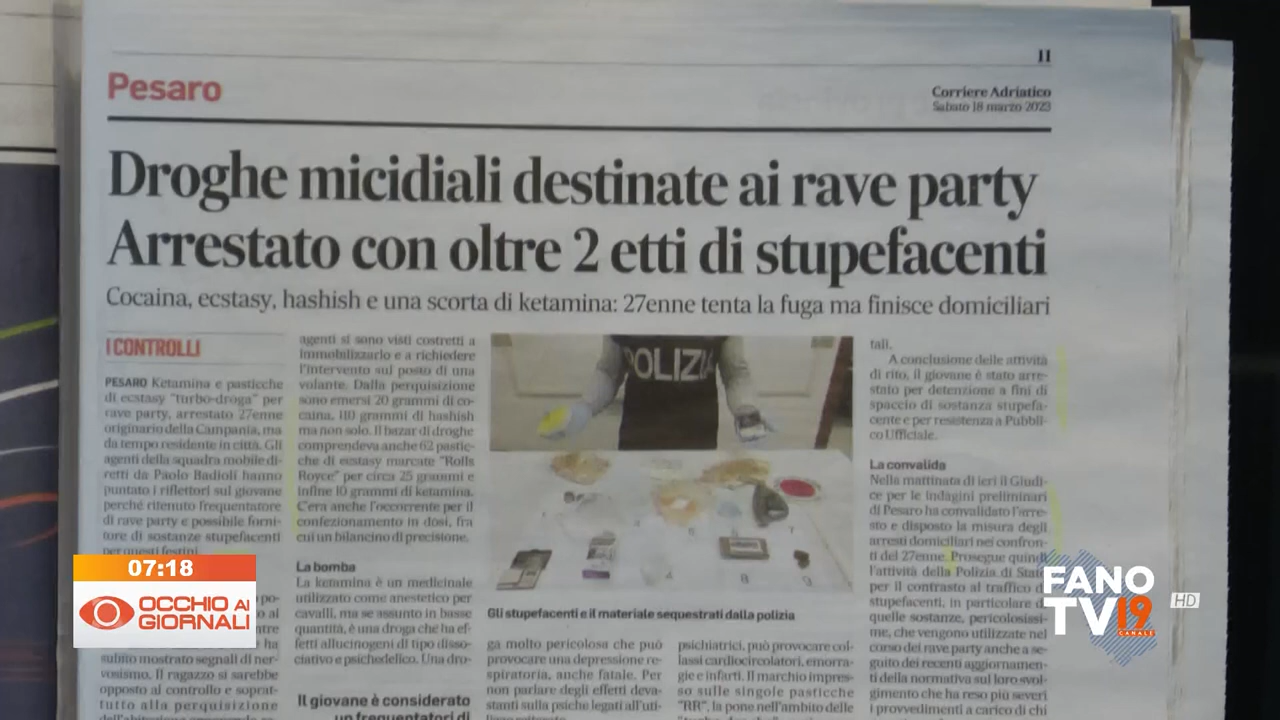 11
Pesaro
Corriere Adriatico
Sabato 18 marzo 2023
Droghe micidiali destinate ai rave party
Arrestato con oltre 2 etti di stupefacenti
Cocaina, ecstasy, hashish e una scorta di ketamina: 27enne tenta la fuga ma finisce domiciliari
I CONTROLLI
PESARO Ketamina e pasticche
di ecstasy "turbo-droga" per
rave party, arrestato 27enne
originario della Campania, ma
da tempo residente in città. Gli
agenti della squadra mobile di-
retti da Paolo Badioli hanno
puntato i riflettori sul giovane
perché ritenuto frequentatore
di rave party e possibile forni-
tore di sostanze stupefacenti
per questi festini.
subito mostrato segnali di ner-
vosismo. Il ragazzo si sarebbe
opposto al controllo e soprat-
tutto alla perquisizione
agenti si sono visti costretti a
immobilizzarlo e a richiedere
l'intervento sul posto di una
volante. Dalla perquisizione
sono emersi 20 grammi di co-
caina, 110 grammi di hashish
ma non solo. Il bazar di droghe
comprendeva anche 62 pastic-
che di ecstasy marcate "Rolls
Royce" per circa 25 grammi e
infine 10 grammi di ketamina.
C'era anche l'occorrente per il
confezionamento in dosi, fra
cui un bilancino di precisione.
La bomba
La ketamina è un medicinale
utilizzato come anestetico per
cavalli, ma se assunto in basse
quantità, è una droga che ha ef-
fetti allucinogeni di tipo disso-
ciativo e psichedelico. Una dro-
Il giovane è considerato
un frequentatori di
POLIZIA
Gli stupefacenti e il materiale sequestrati dalla polizia
ga molto pericolosa che può
provocare una depressione re-
spiratoria, anche fatale. Per
non parlare degli effetti deva-
stanti sulla psiche legati all'uti-
psichiatrici, può provocare col-
lassi cardiocircolatori, emorra-
gie e infarti. Il marchio impres-
so sulle singole pasticche
"RR", la pone nell'ambito delle
tali.
A conclusione delle attività
di rito, il giovane è stato arre-
stato per detenzione a fini di
spaccio di sostanza stupefa-
cente e per resistenza a Pubbli-
co Ufficiale.
La convalida
Nella mattinata di ieri il Giudi-
ce per le indagini preliminari
di Pesaro ha convalidato l'arre-
sto e disposto la misura degli
arresti domiciliari nei confron-
ti del 27enne. Prosegue quindi
l'attività della Polizia di Stato
per il contrasto al traffico di
stupefacenti, in particolare di
quelle sostanze, pericolosissi-
me, che vengono utilizzate nel
corso dei rave party anche a se-
guito dei recenti aggiornamen-
ti della normativa sul loro svol-
gimento che ha reso più severi
i provvedimenti a carico di chi
07:18
OCCHIO AI
GIORNALI
FANO
TV 19
CANALE
HD